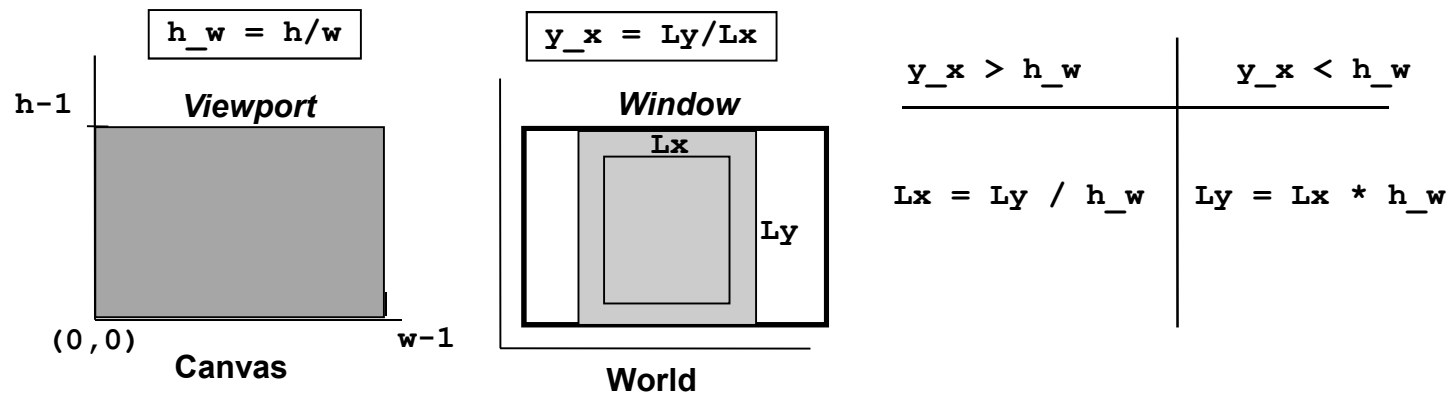 h_w = h/w
h-1
Viewport
(0,0)
w-1
Canvas
y_x = Ly/Lx
Window
Lx
Ly
World
y_x > h_w
y_x < h_w
Lx = Ly / h_w
Ly = Lx * h_w